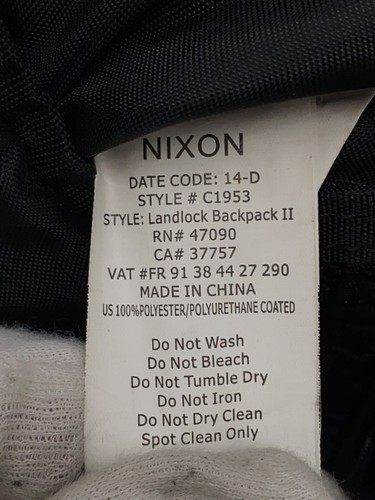 NIXON
DATE CODE: 14-D
STYLE # C1953
STYLE: Landlock Backpack II
RN# 47090
CA# 37757
VAT #FR 91 38 44 27 290
MADE IN CHINA
US 100%POLYESTER/POLYURETHANE COATED
Do Not Wash
Do Not Bleach
Do Not Tumble Dry
Do Not Iron
Do Not Dry Clean
Spot Clean Only